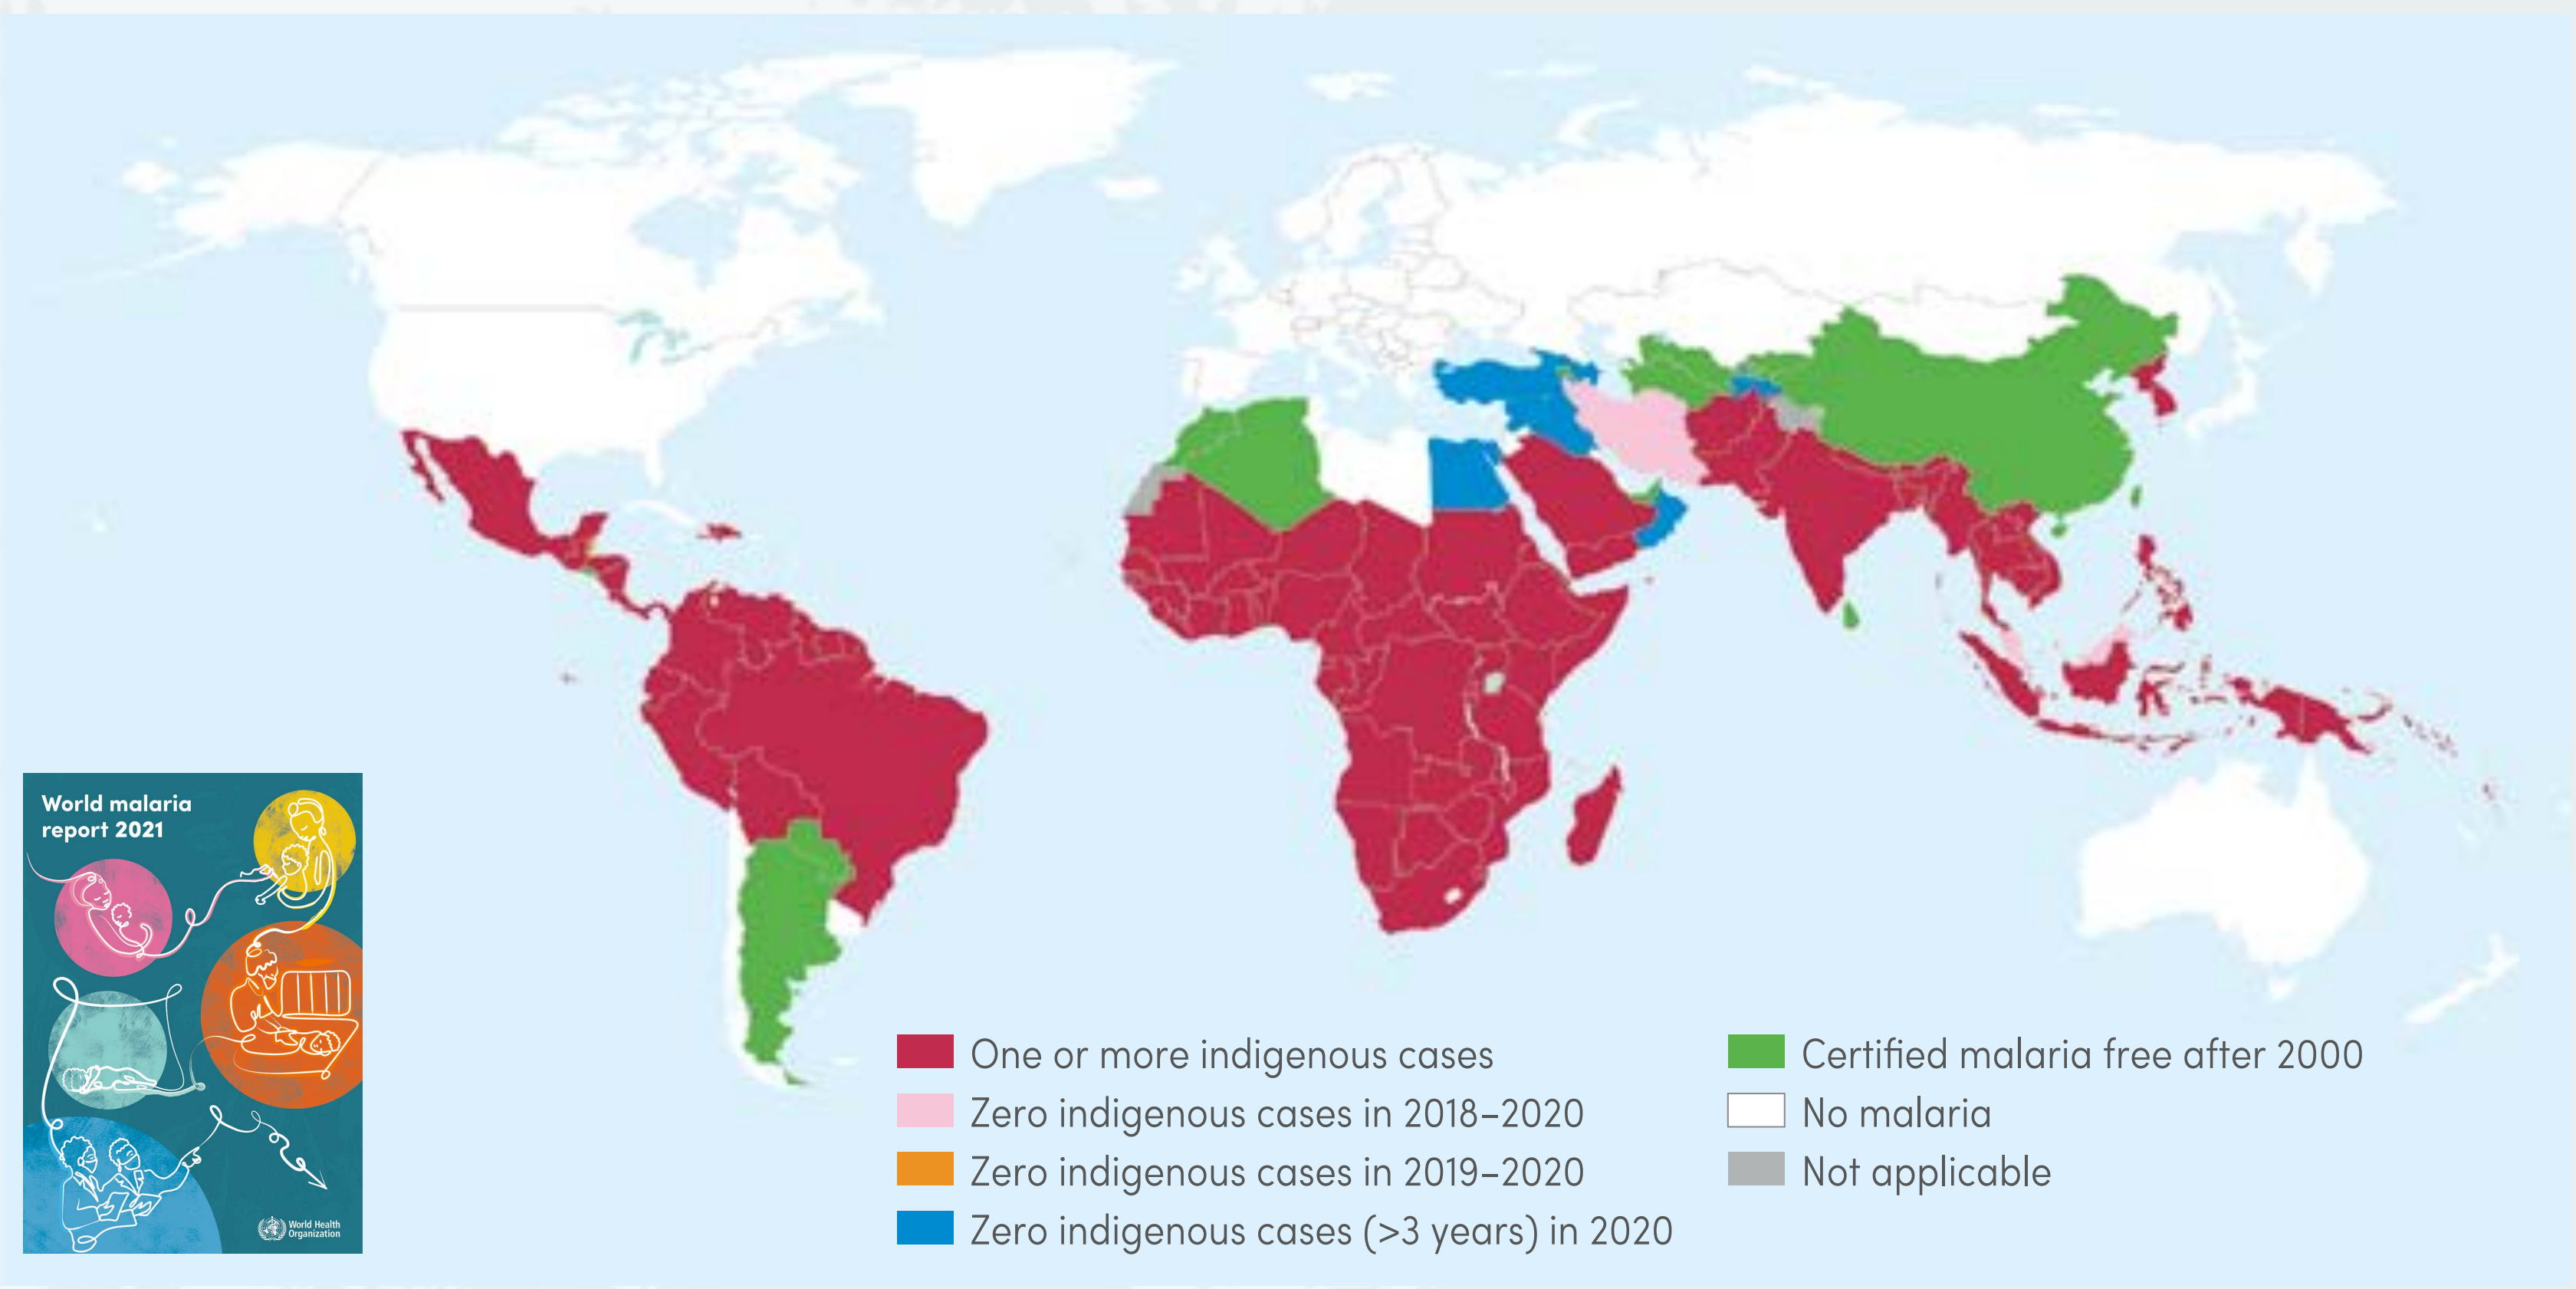 World malaria
report 2021
World Health
Organization
One or more indigenous cases
Zero indigenous cases in 2018–2020
Zero indigenous cases in 2019–2020
Zero indigenous cases (>3 years) in 2020
Certified malaria free after 2000
No malaria
Not applicable